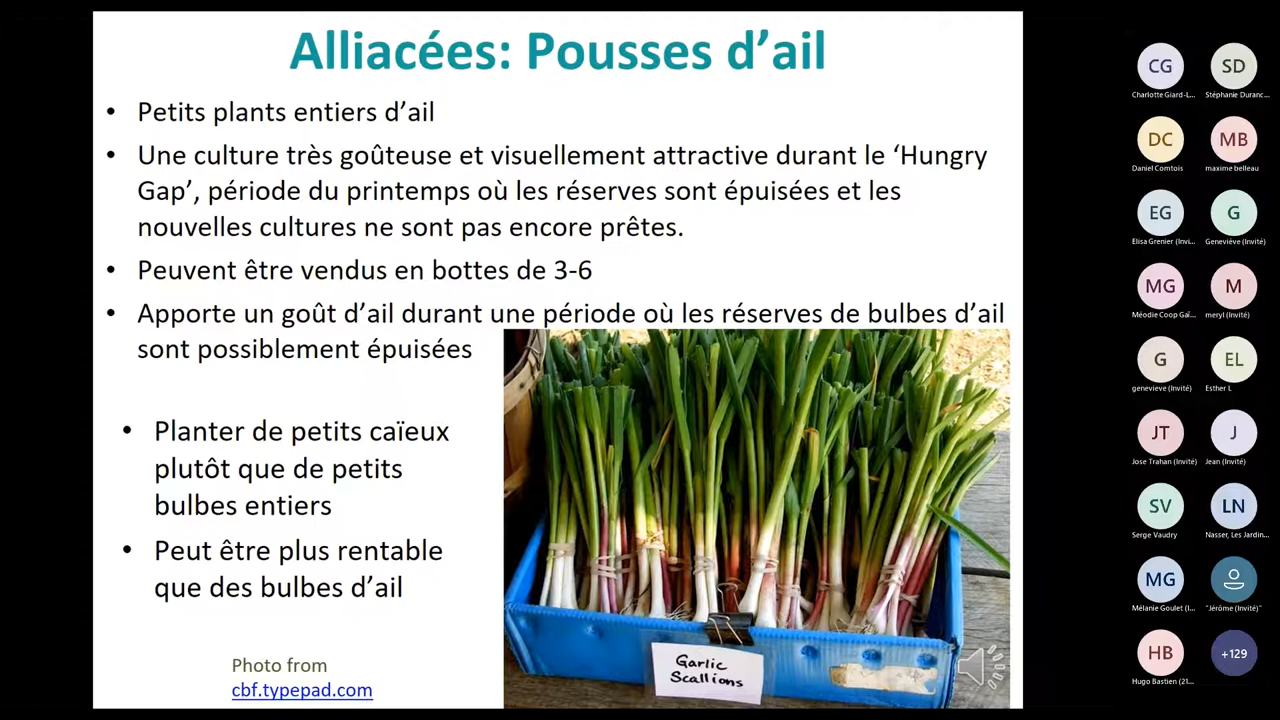 Alliacées: Pousses d’ail
• Petits plants entiers d’ail
• Une culture très goûteuse et visuellement attractive durant le ‘Hungry
Gap’, période du printemps où les réserves sont épuisées et les
nouvelles cultures ne sont pas encore prêtes.
• Peuvent être vendus en bottes de 3-6
• Apporte un goût d’ail durant une période où les réserves de bulbes d’ail
sont possiblement épuisées
• Planter de petits caïeux
plutôt que de petits
bulbes entiers
• Peut être plus rentable
que des bulbes d’ail
Photo from
cbf.typepad.com
Garlic
Scallions
CG SD
Charlotte Giard-L... Stéphanie Duranc...
DC MB
Daniel Comtois maxime belleau
EG G
Elisa Grenier (Invi... Geneviève (Invité)
MG M
Méodie Coop Gaï... meryl (Invité)
G EL
genevieve (Invité) Esther L
JT J
Jose Trahan (Invité) Jean (Invité)
SV LN
Serge Vaudry Nasser, Les Jardin...
MG
Mélanie Goulet (I... "Jérôme (Invité)"
HB +129
Hugo Bastien (21...